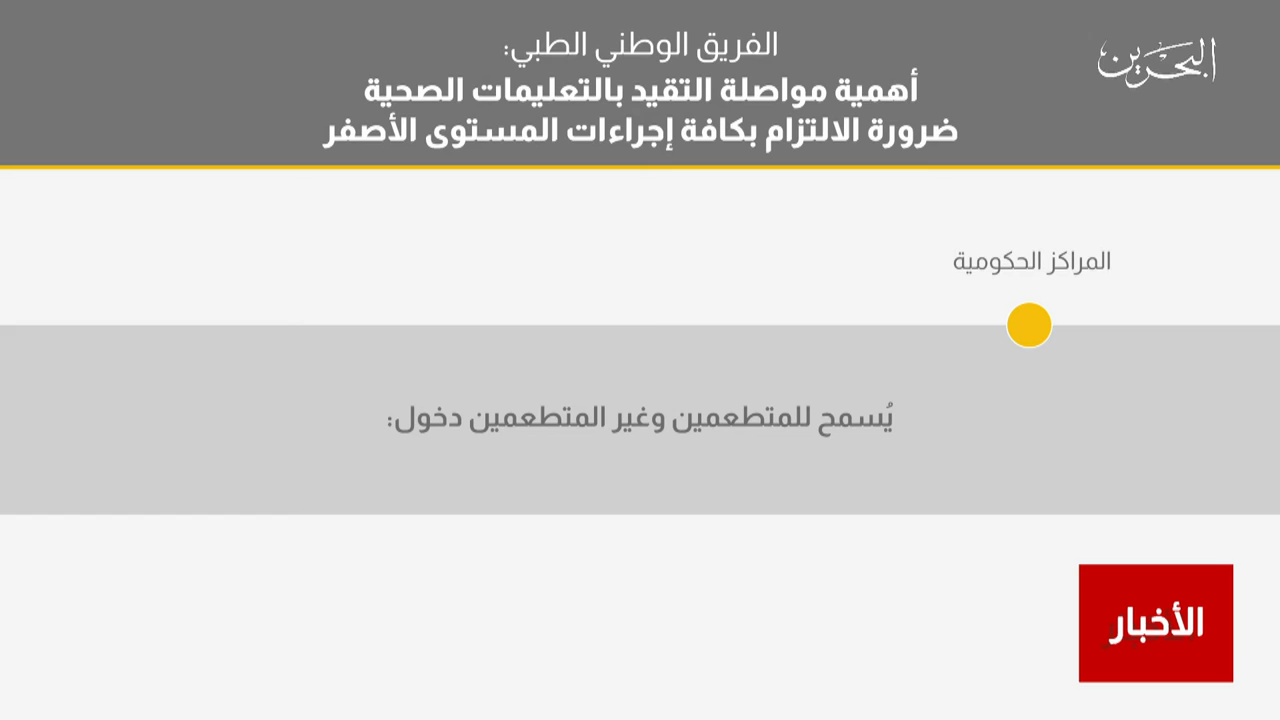 البحرين
الفريق الوطني الطبي:
أهمية مواصلة التقيد بالتعليمات الصحية
ضرورة الالتزام بكافة إجراءات المستوى الأصفر
المراكز الحكومية
يُسمح للمتطعمين وغير المتطعمين دخول:
الأخبار